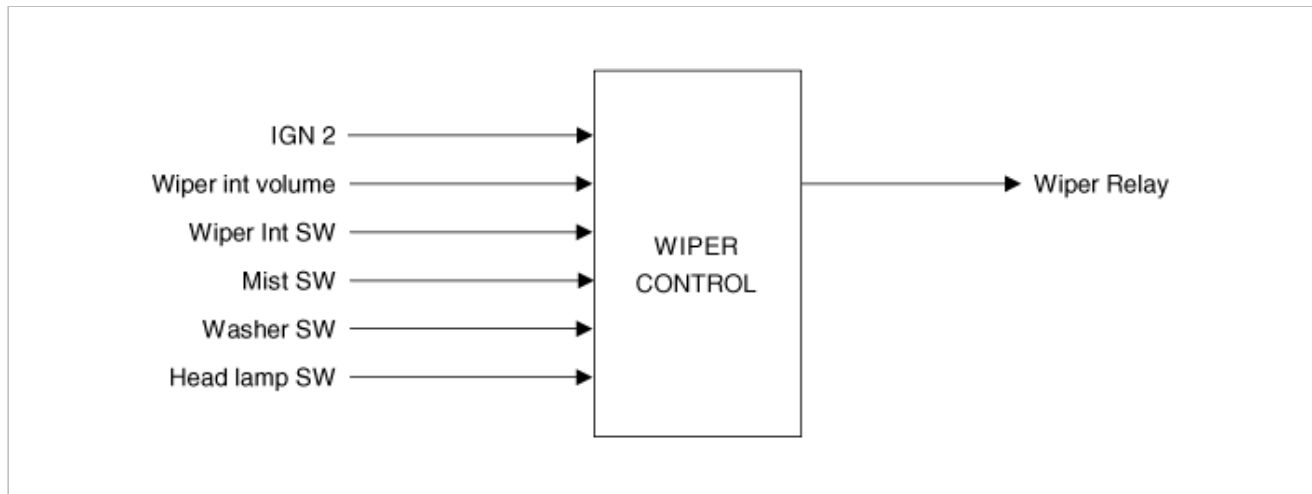 IGN 2
Wiper int volume
Wiper Int SW
Mist SW
Washer SW
Head lamp SW
WIPER
CONTROL
Wiper Relay